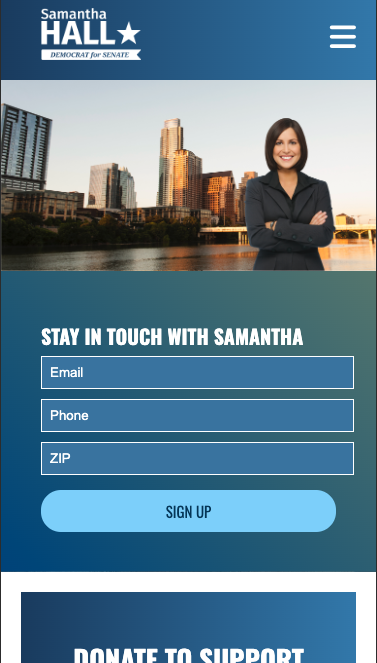 Samantha
HALL
DEMOCRAT for SENATE
STAY IN TOUCH WITH SAMANTHA
Email
Phone
ZIP
SIGN UP
DONATE TO SUPPORT